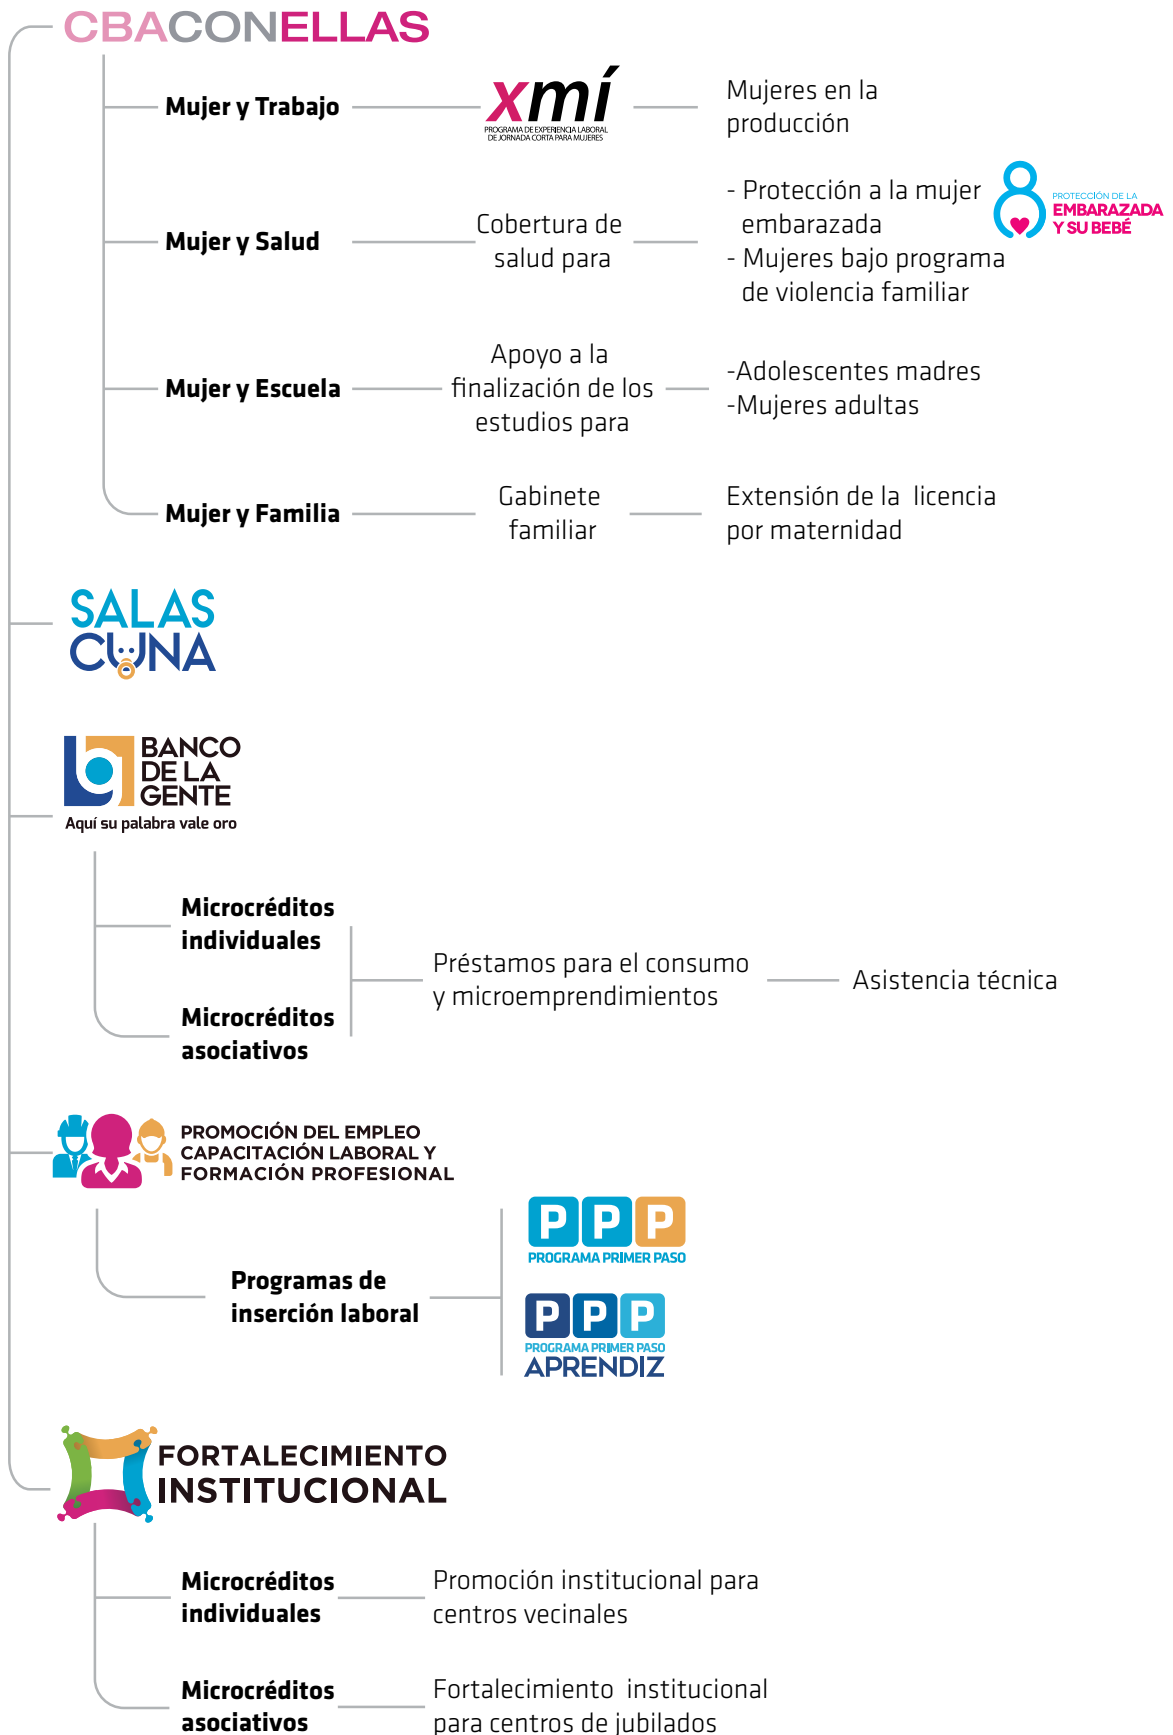 CBACONELLAS
Mujer y Trabajo
xmí
PROGRAMA DE EXPERIENCIA LABORAL
DE JORNADA CORTA PARA MUJERES
Mujeres en la
producción
Mujer y Salud
Cobertura de
salud para
- Protección a la mujer
embarazada
- Mujeres bajo programa
de violencia familiar
PROTECCIÓN DE LA
EMBARAZADA
Y SU BEBÉ
Mujer y Escuela
Apoyo a la
finalización de los
estudios para
-Adolescentes madres
-Mujeres adultas
Mujer y Familia
Gabinete
familiar
Extensión de la licencia
por maternidad
SALAS
CUNA
BANCO
DE LA
GENTE
Aquí su palabra vale oro
Microcréditos
individuales
Microcréditos
asociativos
Préstamos para el consumo
y microemprendimientos
Asistencia técnica
PROMOCIÓN DEL EMPLEO
CAPACITACIÓN LABORAL Y
FORMACIÓN PROFESIONAL
Programas de
inserción laboral
PPP
PROGRAMA PRIMER PASO
PPP
PROGRAMA PRIMER PASO
APRENDIZ
FORTALECIMIENTO
INSTITUCIONAL
Microcréditos
individuales
Promoción institucional para
centros vecinales
Microcréditos
asociativos
Fortalecimiento institucional
para centros de jubilados